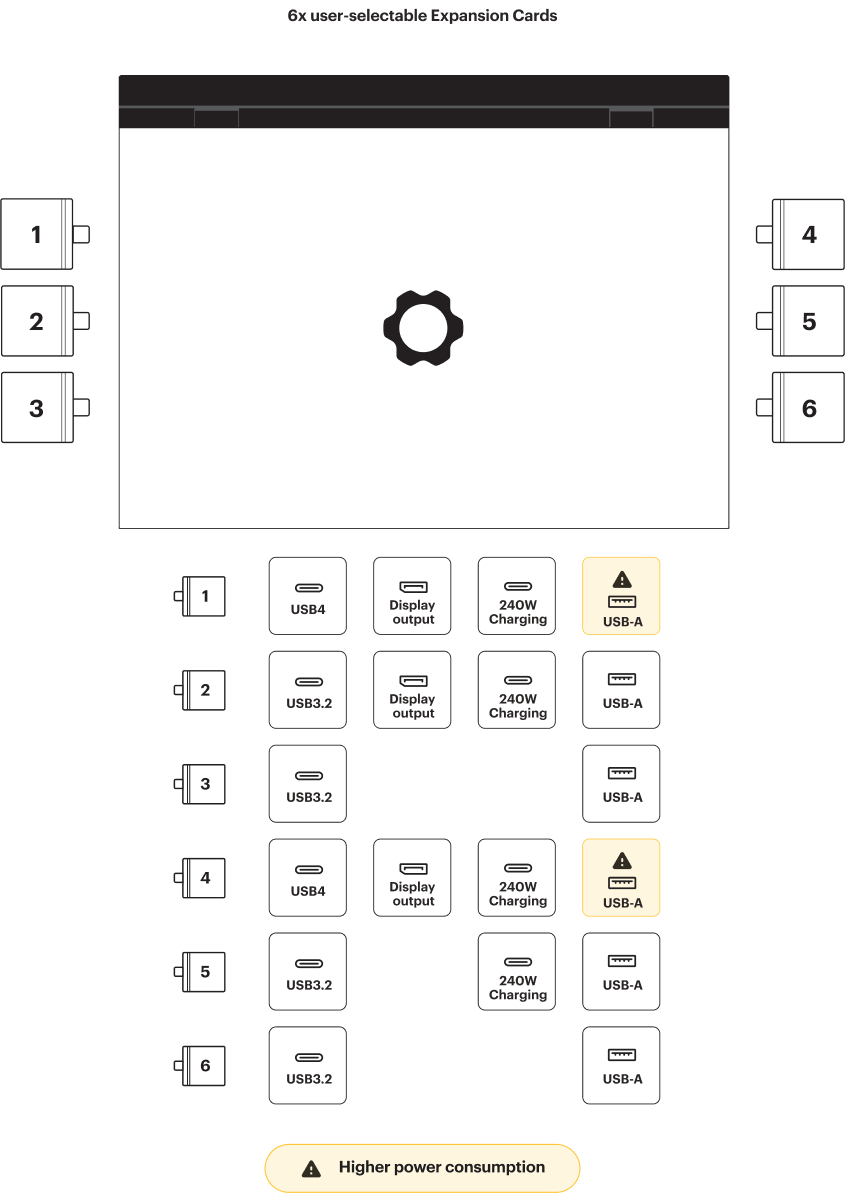 6x user-selectable Expansion Cards
1
4
2
5
3
6
1
USB4
Display
output
240W
Charging
USB-A
2
USB3.2
Display
output
240W
Charging
USB-A
3
USB3.2
USB-A
4
USB4
Display
output
240W
Charging
USB-A
5
USB3.2
240W
Charging
USB-A
6
USB3.2
USB-A
Higher power consumption